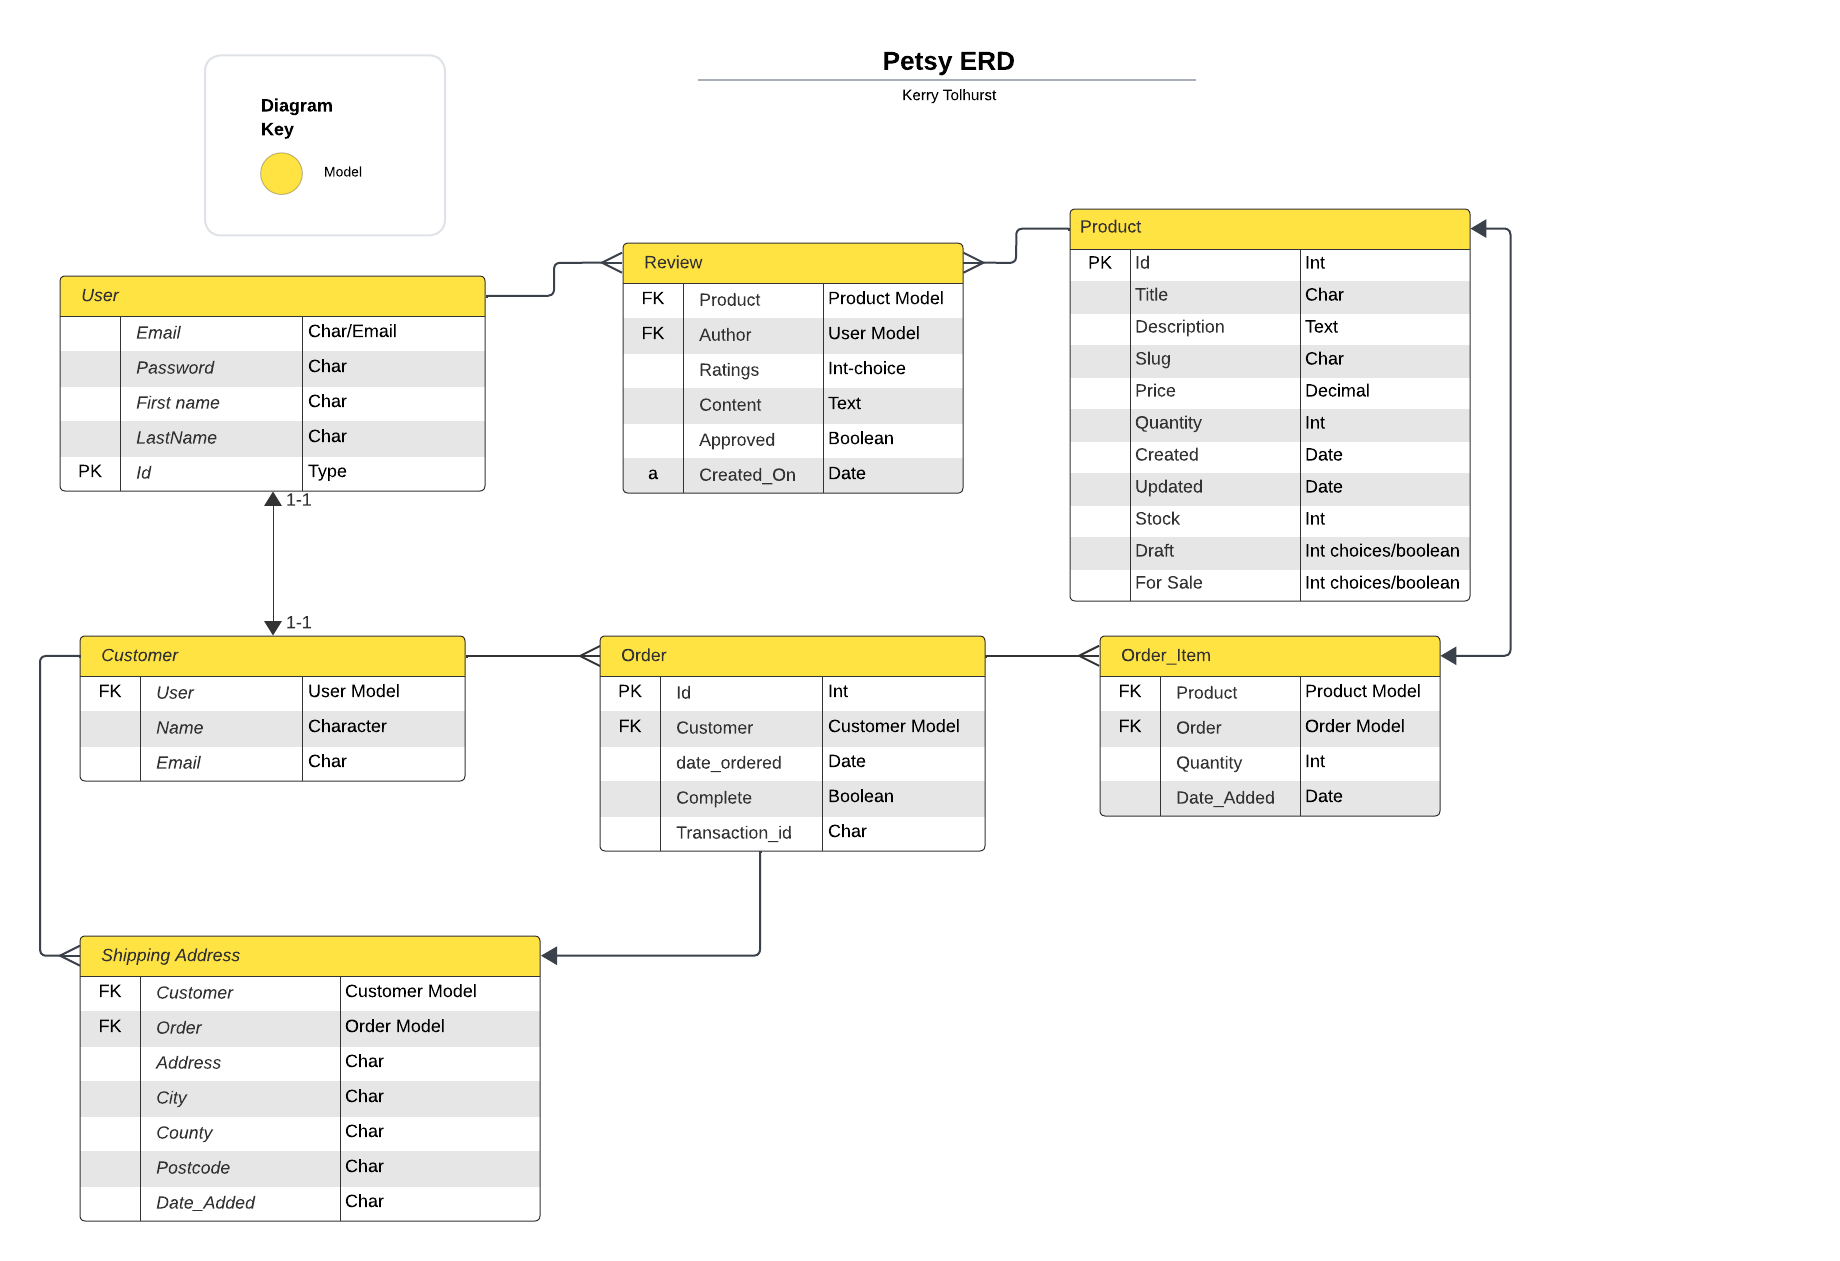 Petsy ERD
Kerry Tolhurst
Diagram
Key
Model
User
Email Char/Email
Password Char
First name Char
LastName Char
PK Id Type
1-1
1-1
Review
FK Product Product Model
FK Author User Model
Ratings Int-choice
Content Text
Approved Boolean
a Created_On Date
Product
PK Id Int
Title Char
Description Text
Slug Char
Price Decimal
Quantity Int
Created Date
Updated Date
Stock Int
Draft Int choices/boolean
For Sale Int choices/boolean
Customer
FK User User Model
Name Character
Email Char
Order
PK Id Int
FK Customer Customer Model
date_ordered Date
Complete Boolean
Transaction_id Char
Order_Item
FK Product Product Model
FK Order Order Model
Quantity Int
Date_Added Date
Shipping Address
FK Customer Customer Model
FK Order Order Model
Address Char
City Char
County Char
Postcode Char
Date_Added Char